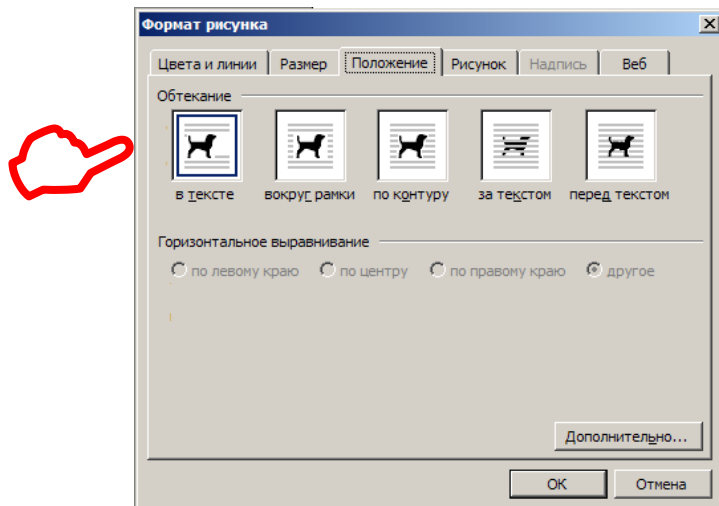 Формат рисунка
Цвета и линии Размер Положение Рисунок Надпись Веб
Обтекание
в тексте вокруг рамки по контуру за текстом перед текстом
Горизонтальное выравнивание
по левому краю по центру по правому краю другое
Дополнительно...
ОК Отмена